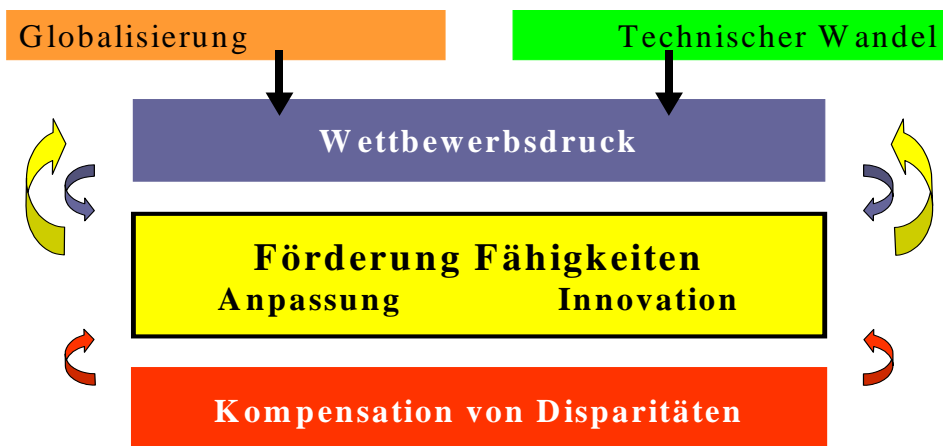 Globalisierung
Technischer Wandel
Wettbewerbsdruck
Förderung Fähigkeiten
Anpassung Innovation
Kompensation von Disparitäten